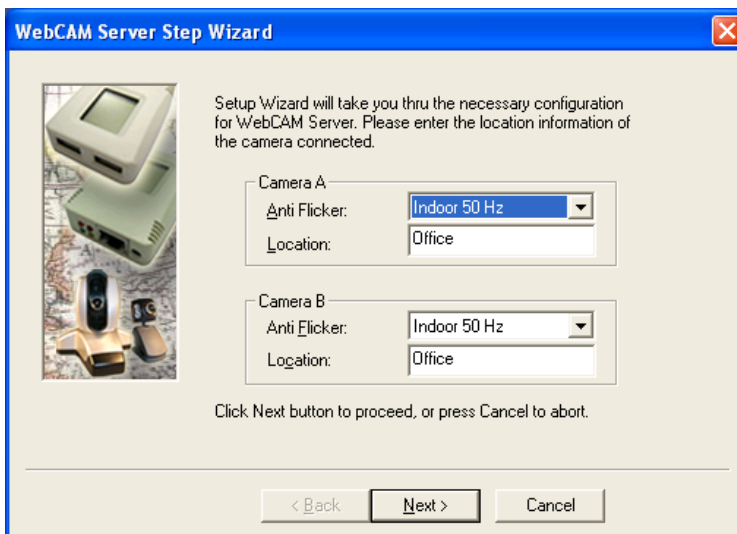 WebCAM Server Step Wizard
Setup Wizard will take you thru the necessary configuration
for WebCAM Server. Please enter the location information of
the camera connected.
Camera A
Anti Flicker: Indoor 50 Hz
Location: Office
Camera B
Anti Flicker: Indoor 50 Hz
Location: Office
Click Next button to proceed, or press Cancel to abort.
< Back Next > Cancel